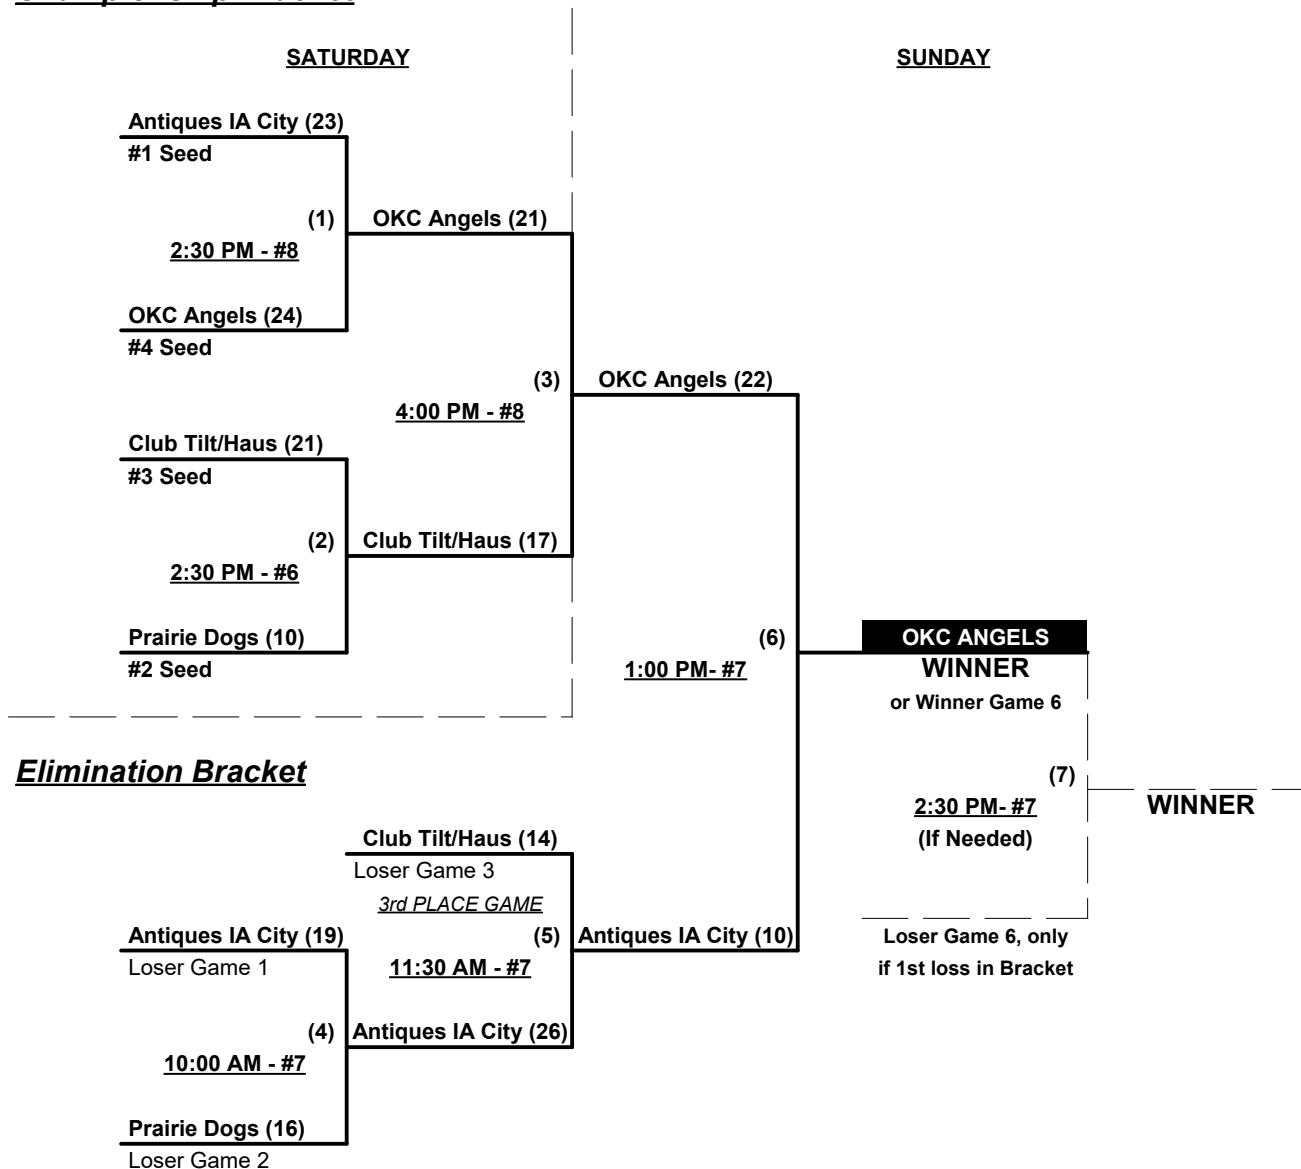 SATURDAY
SUNDAY
Antiques IA City (23)
#1 Seed
(1)
OKC Angels (21)
2:30 PM - #8
OKC Angels (24)
#4 Seed
(3)
OKC Angels (22)
4:00 PM - #8
Club Tilt/Haus (21)
#3 Seed
(2)
Club Tilt/Haus (17)
2:30 PM - #6
Prairie Dogs (10)
#2 Seed
(6)
1:00 PM- #7
OKC ANGELS
WINNER
or Winner Game 6
(7)
2:30 PM- #7
(If Needed)
WINNER
Loser Game 6, only
if 1st loss in Bracket
Elimination Bracket
Club Tilt/Haus (14)
Loser Game 3
3rd PLACE GAME
Antiques IA City (19)
Loser Game 1
(5)
Antiques IA City (10)
11:30 AM - #7
(4)
Antiques IA City (26)
10:00 AM - #7
Prairie Dogs (16)
Loser Game 2